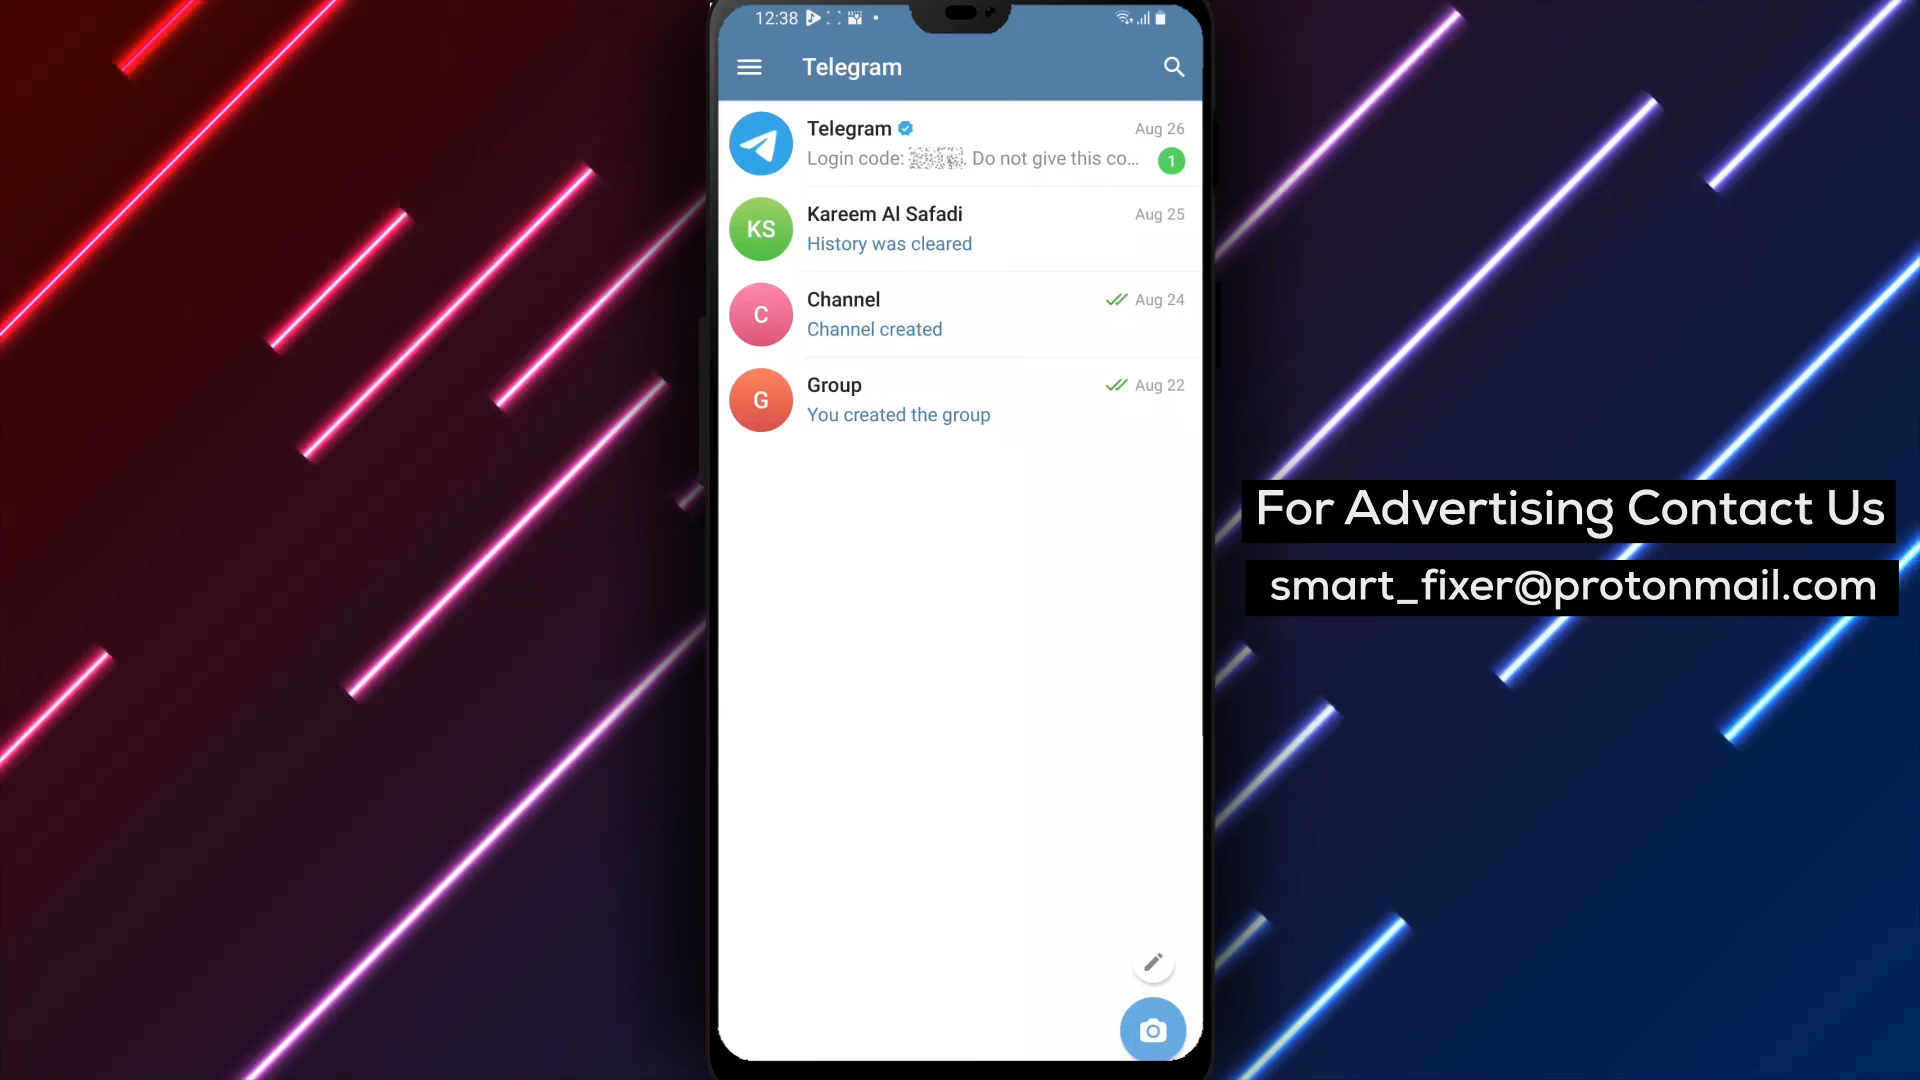 12:38
Telegram
Telegram
Aug 26
Login code: . Do not give this co...
1
KS
Kareem Al Safadi
Aug 25
History was cleared
C
Channel
Aug 24
Channel created
G
Group
Aug 22
You created the group
For Advertising Contact Us
smart_fixer@protonmail.com